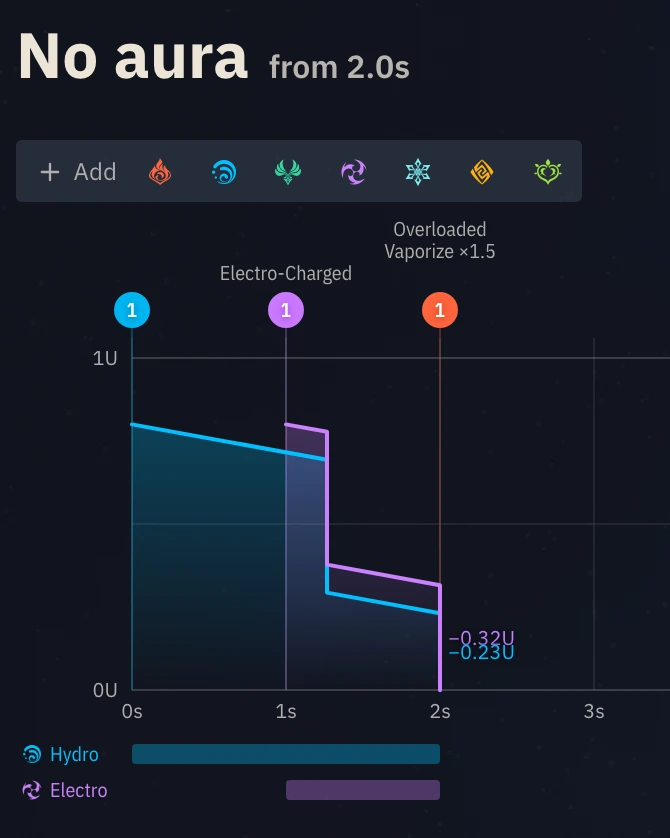 No aura from 2.0s
+ Add
Overloaded
Vaporize ×1.5
Electro-Charged
1 1 1
1U
−0.32U
−0.23U
0U
0s 1s 2s 3s
Hydro
Electro